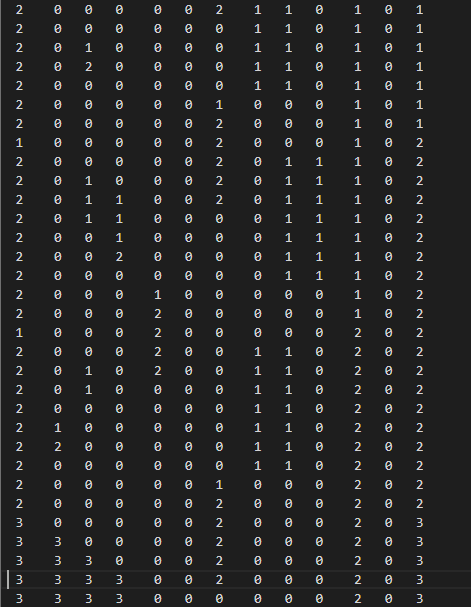 2 0 0 0 0 0 2 1 1 0 1 0 1
2 0 0 0 0 0 0 1 1 0 1 0 1
2 0 1 0 0 0 0 1 1 0 1 0 1
2 0 2 0 0 0 0 1 1 0 1 0 1
2 0 0 0 0 0 0 1 1 0 1 0 1
2 0 0 0 0 0 1 0 0 0 1 0 1
2 0 0 0 0 0 2 0 0 0 1 0 1
1 0 0 0 0 0 2 0 0 0 1 0 2
2 0 0 0 0 0 2 0 1 1 1 0 2
2 0 1 0 0 0 2 0 1 1 1 0 2
2 0 1 1 0 0 2 0 1 1 1 0 2
2 0 1 1 0 0 0 0 1 1 1 0 2
2 0 0 1 0 0 0 0 1 1 1 0 2
2 0 0 2 0 0 0 0 1 1 1 0 2
2 0 0 0 0 0 0 0 1 1 1 0 2
2 0 0 0 1 0 0 0 0 0 1 0 2
2 0 0 0 2 0 0 0 0 0 1 0 2
1 0 0 0 2 0 0 0 0 0 2 0 2
2 0 0 0 2 0 0 1 1 0 2 0 2
2 0 1 0 2 0 0 1 1 0 2 0 2
2 0 1 0 0 0 0 1 1 0 2 0 2
2 0 0 0 0 0 0 1 1 0 2 0 2
2 1 0 0 0 0 0 1 1 0 2 0 2
2 2 0 0 0 0 0 1 1 0 2 0 2
2 0 0 0 0 0 0 1 1 0 2 0 2
2 0 0 0 0 0 1 0 0 0 2 0 2
2 0 0 0 0 0 2 0 0 0 2 0 2
3 0 0 0 0 0 2 0 0 0 2 0 3
3 3 0 0 0 0 2 0 0 0 2 0 3
3 3 3 0 0 0 2 0 0 0 2 0 3
3 3 3 3 0 0 2 0 0 0 2 0 3
3 3 3 3 0 0 0 0 0 0 2 0 3